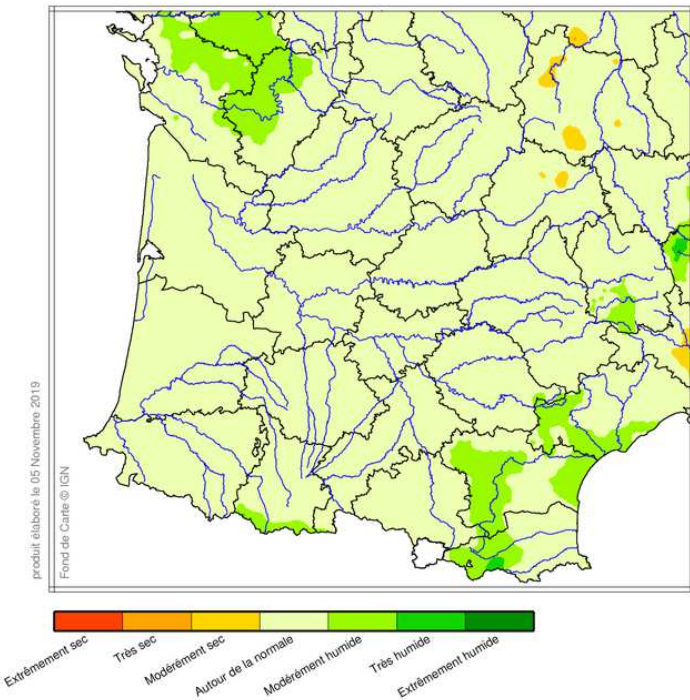 produit élaboré le 05 Novembre 2019
Fond de Carte © IGN
Extrêmement sec
Très sec
Modérément sec
Autour de la normale
Modérément humide
Très humide
Extrêmement humide